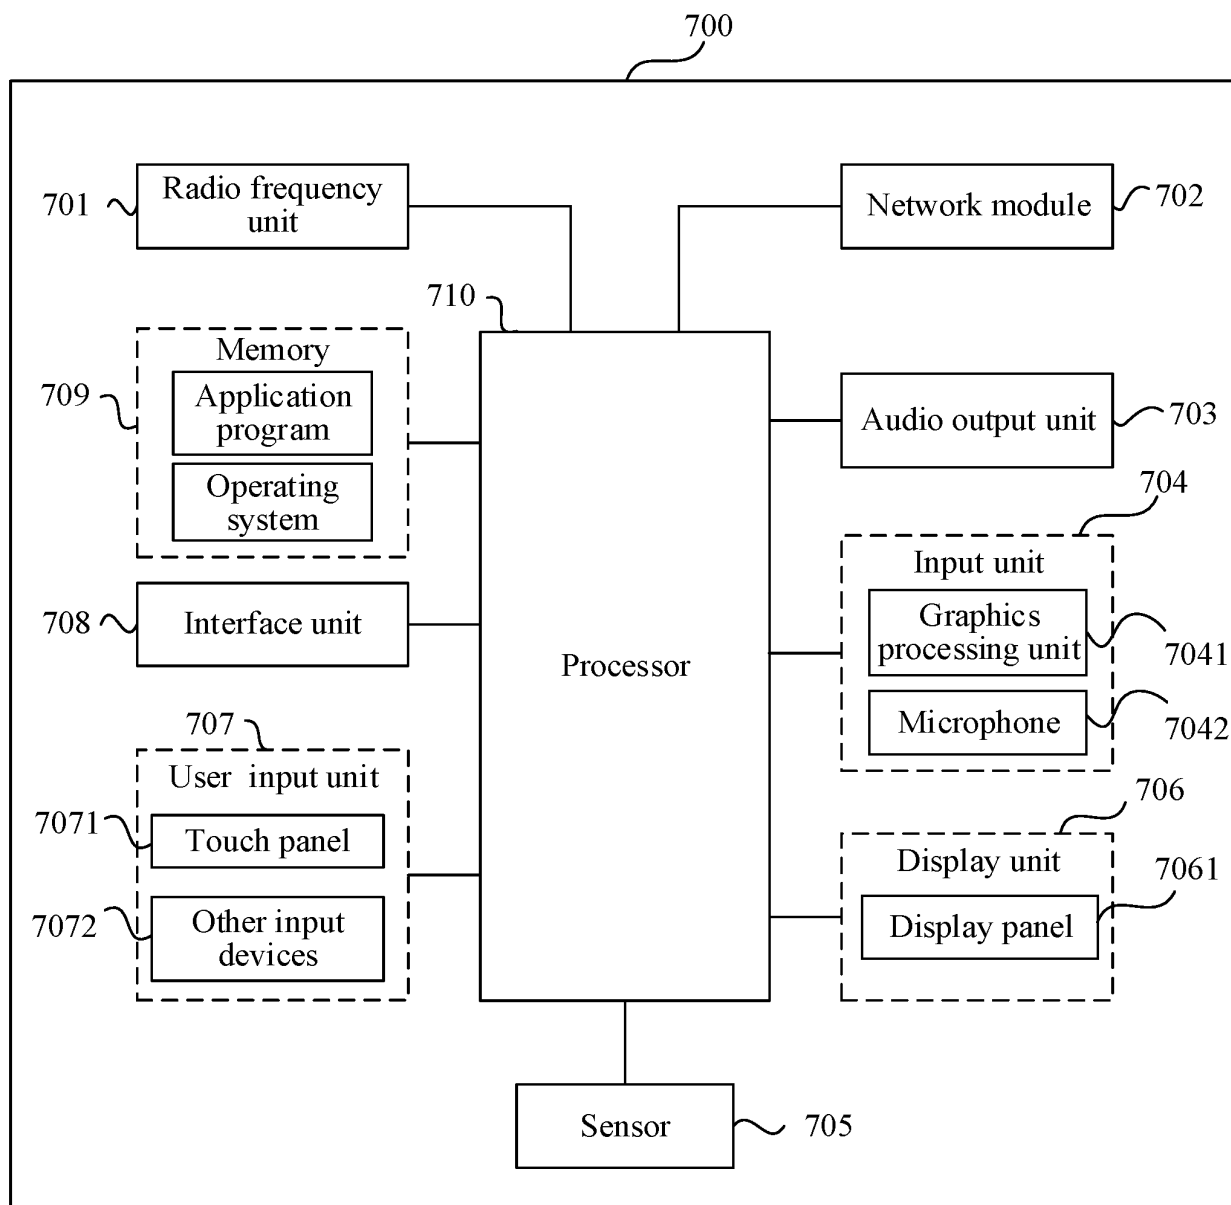 700
701
Radio frequency
unit
Network module
702
710
709
Memory
Application
program
Operating
system
Audio output unit
703
704
Input unit
Graphics
processing unit
7041
Microphone
7042
708
Interface unit
Processor
707
User input unit
7071
Touch panel
7072
Other input
devices
706
Display unit
7061
Display panel
Sensor
705